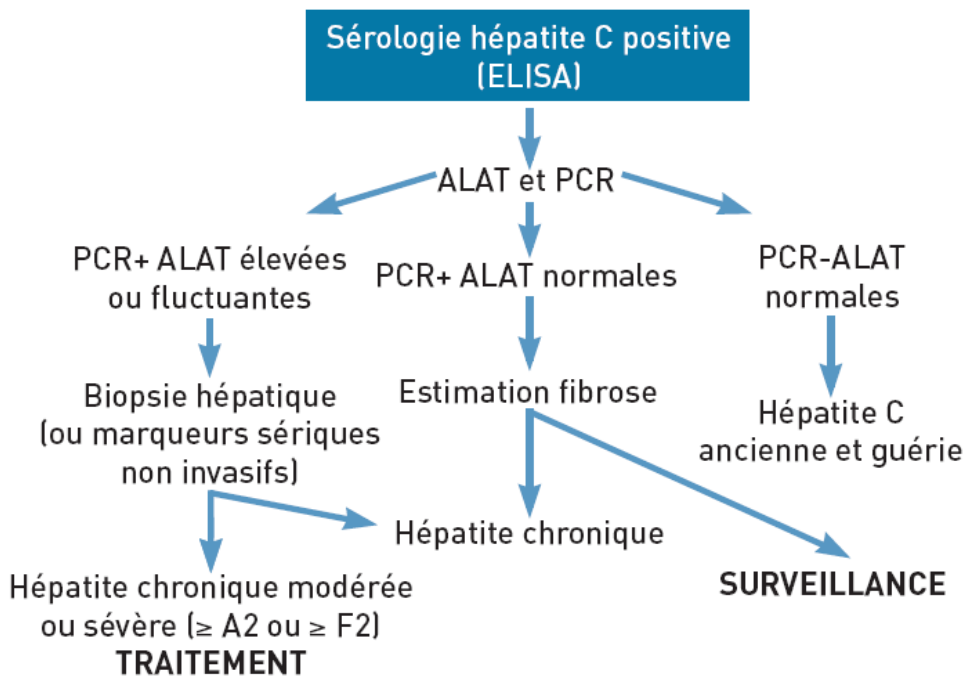 Sérologie hépatite C positive
(ELISA)
ALAT et PCR
PCR+ ALAT élevées
ou fluctuantes
PCR+ ALAT normales
PCR-ALAT
normales
Biopsie hépatique
(ou marqueurs sériques
non invasifs)
Estimation fibrose
Hépatite C
ancienne et guérie
Hépatite chronique
Hépatite chronique modérée
ou sévère (≥ A2 ou ≥ F2)
TRAITEMENT
SURVEILLANCE